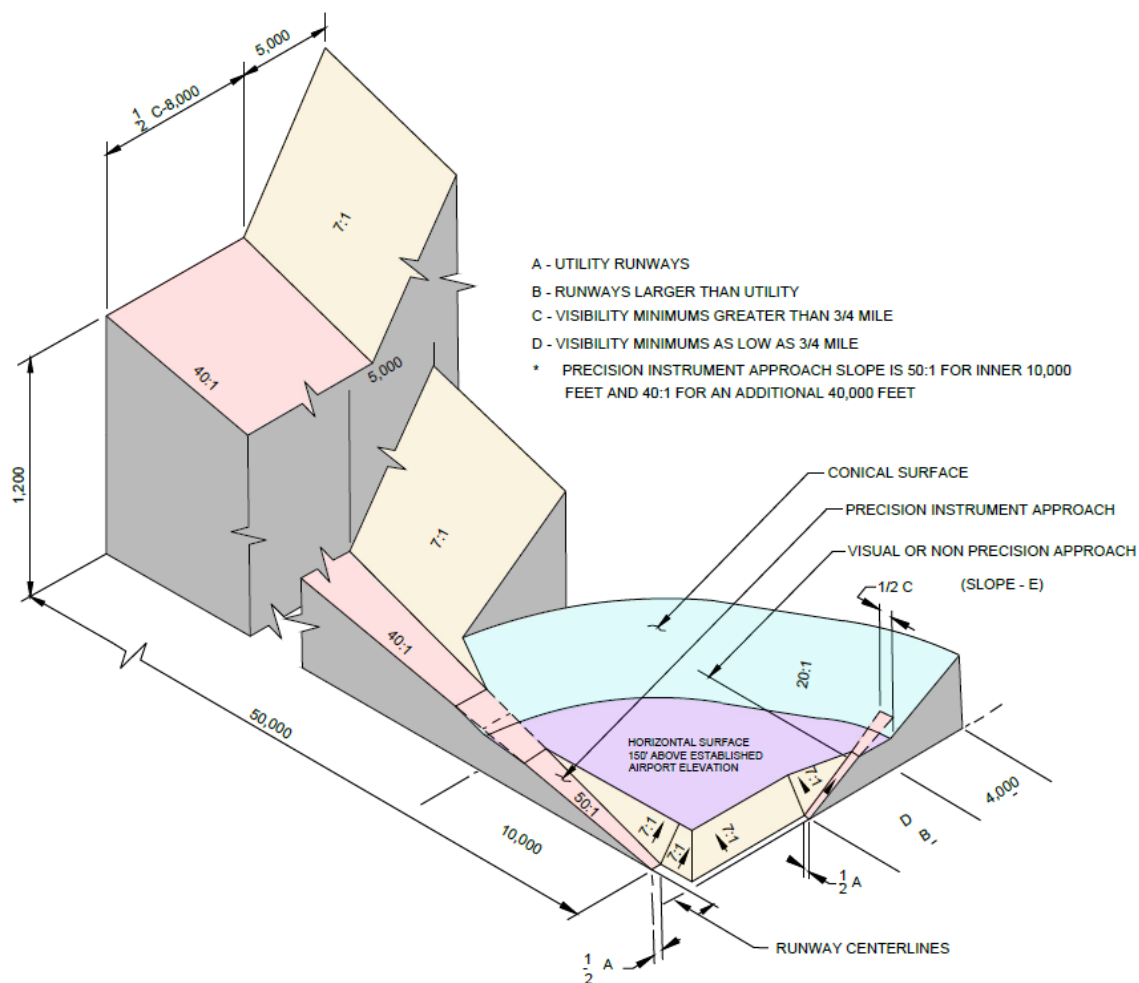 5,000
1/2 C-8,000
7:1
A - UTILITY RUNWAYS
B - RUNWAYS LARGER THAN UTILITY
C - VISIBILITY MINIMUMS GREATER THAN 3/4 MILE
D - VISIBILITY MINIMUMS AS LOW AS 3/4 MILE
* PRECISION INSTRUMENT APPROACH SLOPE IS 50:1 FOR INNER 10,000
FEET AND 40:1 FOR AN ADDITIONAL 40,000 FEET
40:1
5,000
1,200
CONICAL SURFACE
PRECISION INSTRUMENT APPROACH
VISUAL OR NON PRECISION APPROACH
(SLOPE - E)
1/2 C
7:1
40:1
20:1
50,000
HORIZONTAL SURFACE
150' ABOVE ESTABLISHED
AIRPORT ELEVATION
7:1
4,000
50:1
10,000
7:1
7:1
7:1
D
B
1/2 A
RUNWAY CENTERLINES
1/2 A